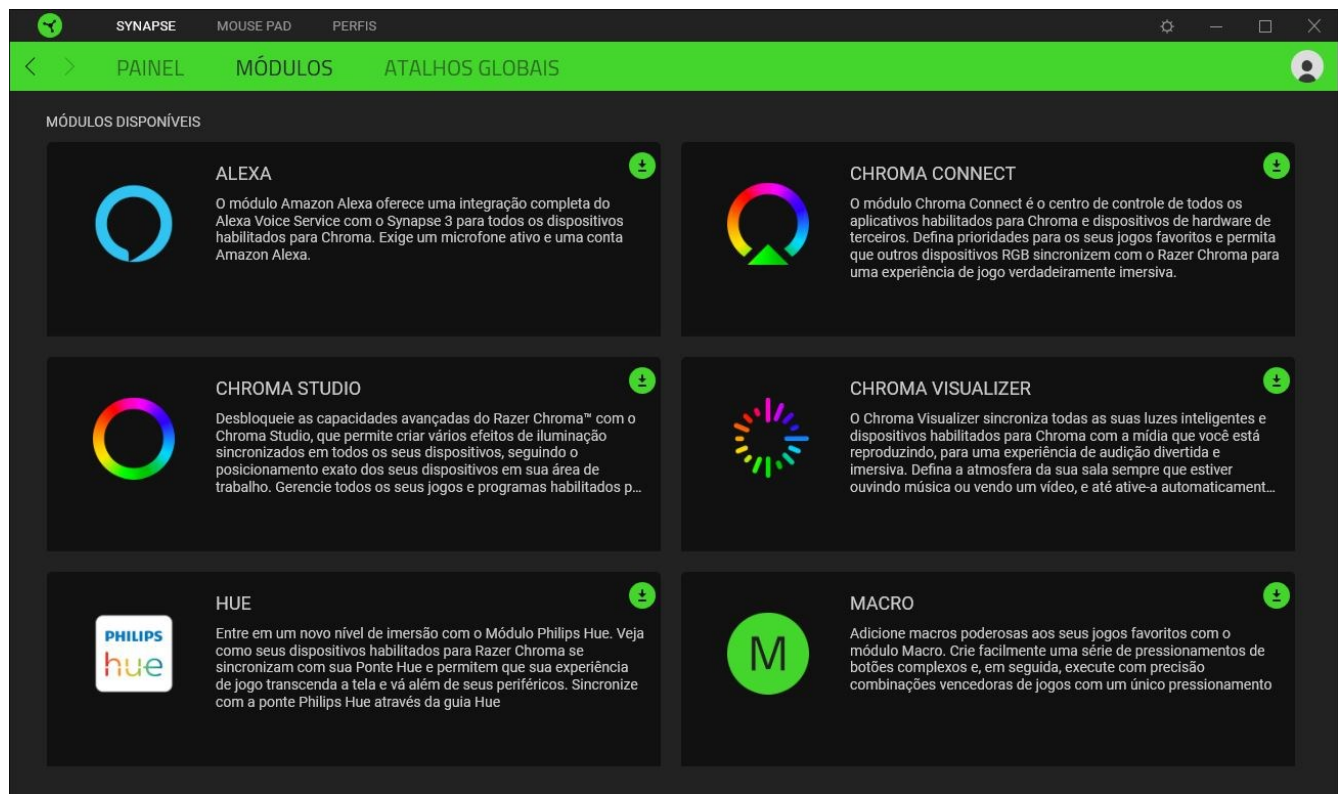 SYNAPSE MOUSE PAD PERFIS
PAINEL MÓDULOS ATALHOS GLOBAIS
MÓDULOS DISPONÍVEIS
ALEXA
O módulo Amazon Alexa oferece uma integração completa do
Alexa Voice Service com o Synapse 3 para todos os dispositivos
habilitados para Chroma. Exige um microfone ativo e uma conta
Amazon Alexa.
CHROMA CONNECT
O módulo Chroma Connect é o centro de controle de todos os
aplicativos habilitados para Chroma e dispositivos de hardware de
terceiros. Defina prioridades para os seus jogos favoritos e permita
que outros dispositivos RGB sincronizem com o Razer Chroma para
uma experiência de jogo verdadeiramente imersiva.
CHROMA STUDIO
Desbloqueie as capacidades avançadas do Razer Chroma™ com o
Chroma Studio, que permite criar vários efeitos de iluminação
sincronizados em todos os seus dispositivos, seguindo o
posicionamento exato dos seus dispositivos em sua área de
trabalho. Gerencie todos os seus jogos e programas habilitados p...
CHROMA VISUALIZER
O Chroma Visualizer sincroniza todas as suas luzes inteligentes e
dispositivos habilitados para Chroma com a mídia que você está
reproduzindo, para uma experiência de audição divertida e
imersiva. Defina a atmosfera da sua sala sempre que estiver
ouvindo música ou vendo um vídeo, e até ative-a automaticament...
PHILIPS
hue
HUE
Entre em um novo nível de imersão com o Módulo Philips Hue. Veja
como seus dispositivos habilitados para Razer Chroma se
sincronizam com sua Ponte Hue e permitem que sua experiência
de jogo transcenda a tela e vá além de seus periféricos. Sincronize
com a ponte Philips Hue através da guia Hue
M
MACRO
Adicione macros poderosas aos seus jogos favoritos com o
módulo Macro. Crie facilmente uma série de pressionamentos de
botões complexos e, em seguida, execute com precisão
combinações vencedoras de jogos com um único pressionamento